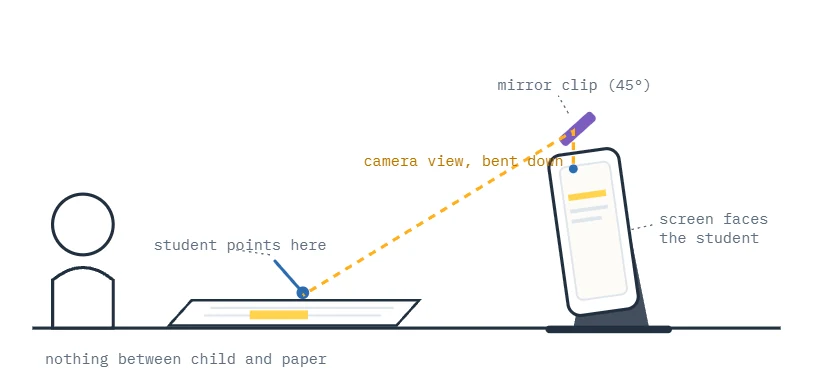 mirror clip (45°)
camera view, bent down
student points here
screen faces
the student
nothing between child and paper